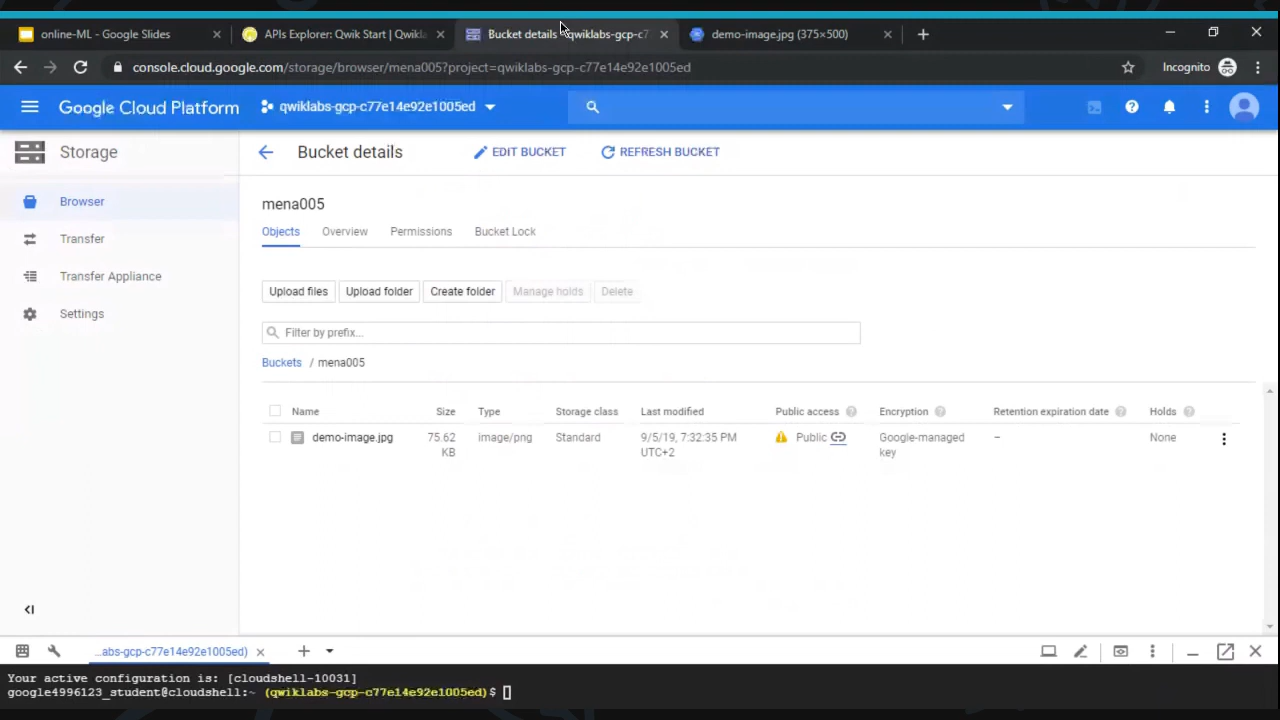 online-ML - Google Slides
APIs Explorer: Qwik Start | Qwikla
Bucket details - qwiklabs-gcp-c7
demo-image.jpg (375×500)
console.cloud.google.com/storage/browser/mena005?project=qwiklabs-gcp-c77e14e92e1005ed
Incognito
Google Cloud Platform
qwiklabs-gcp-c77e14e92e1005ed
Storage
Bucket details
EDIT BUCKET
REFRESH BUCKET
Browser
Transfer
Transfer Appliance
Settings
mena005
Objects
Overview
Permissions
Bucket Lock
Upload files
Upload folder
Create folder
Manage holds
Delete
Filter by prefix...
Buckets / mena005
Name
Size
Type
Storage class
Last modified
Public access
Encryption
Retention expiration date
Holds
demo-image.jpg
75.62
KB
image/png
Standard
9/5/19, 7:32:35 PM
UTC+2
Public
Google-managed
key
–
None
...abs-gcp-c77e14e92e1005ed)
Your active configuration is: [cloudshell-10031]
google4996123_student@cloudshell:~ (qwiklabs-gcp-c77e14e92e1005ed)$